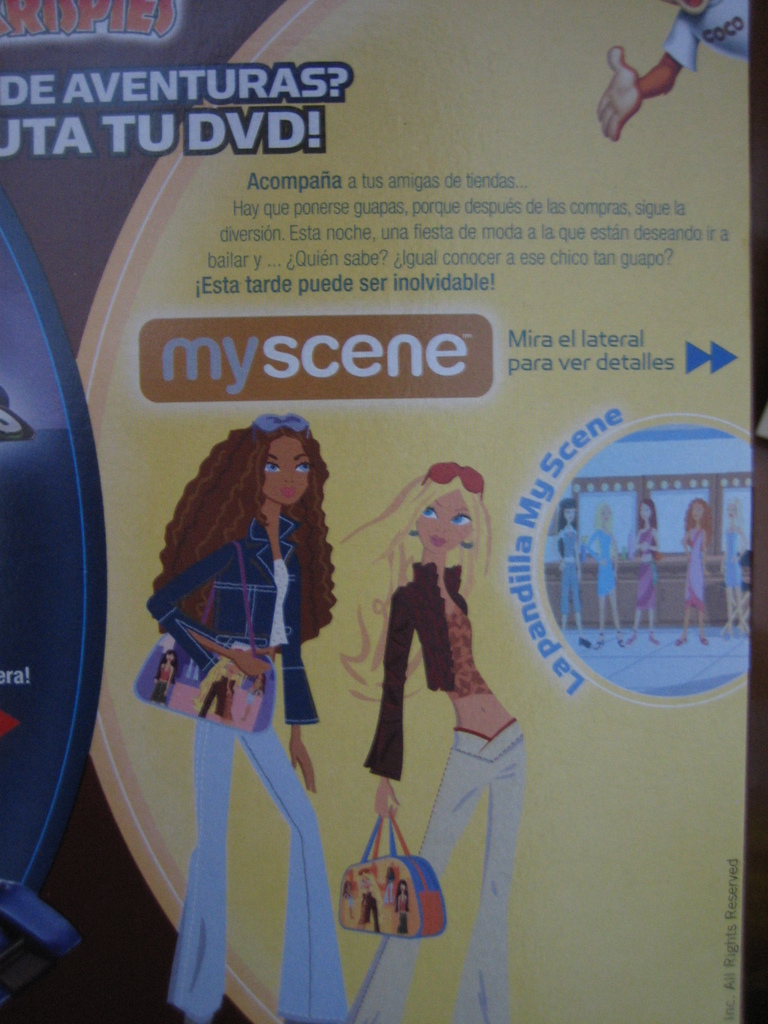 KRISPIES
DE AVENTURAS?
UTA TU DVD!
COCO
Acompaña a tus amigas de tiendas...
Hay que ponerse guapas, porque después de las compras, sigue la
diversión. Esta noche, una fiesta de moda a la que están deseando ir a
bailar y ... ¿Quién sabe? ¿Igual conocer a ese chico tan guapo?
¡Esta tarde puede ser inolvidable!
myscene™
Mira el lateral
para ver detalles
La pandilla My Scene
era!
Inc. All Rights Reserved